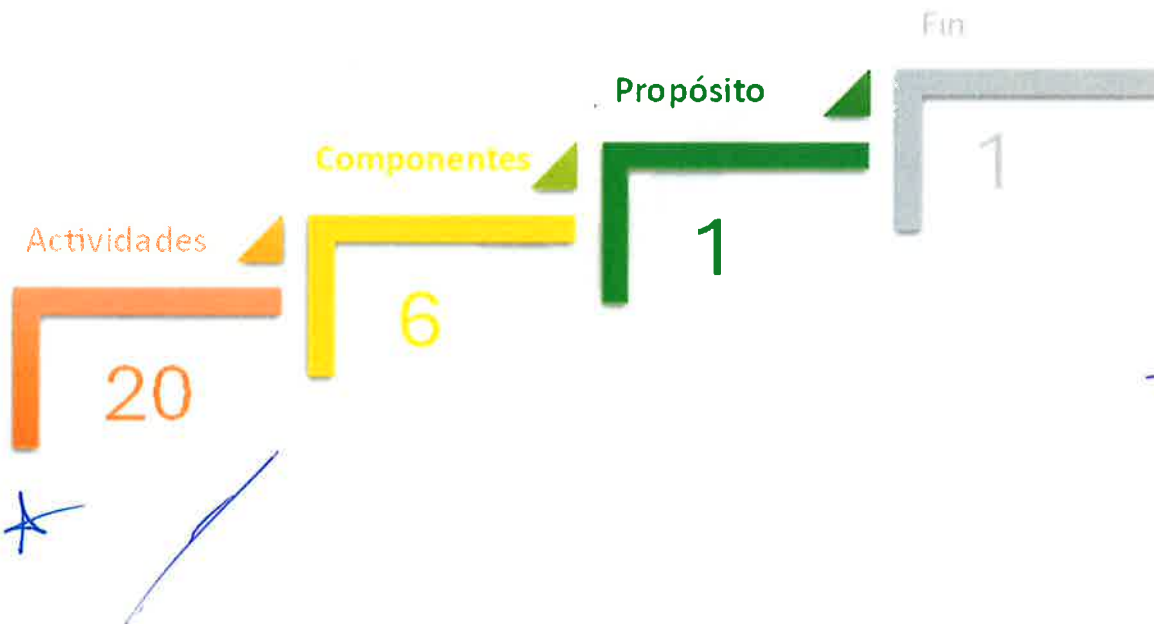 Fin
Propósito
1
Componentes
1
Actividades
6
20